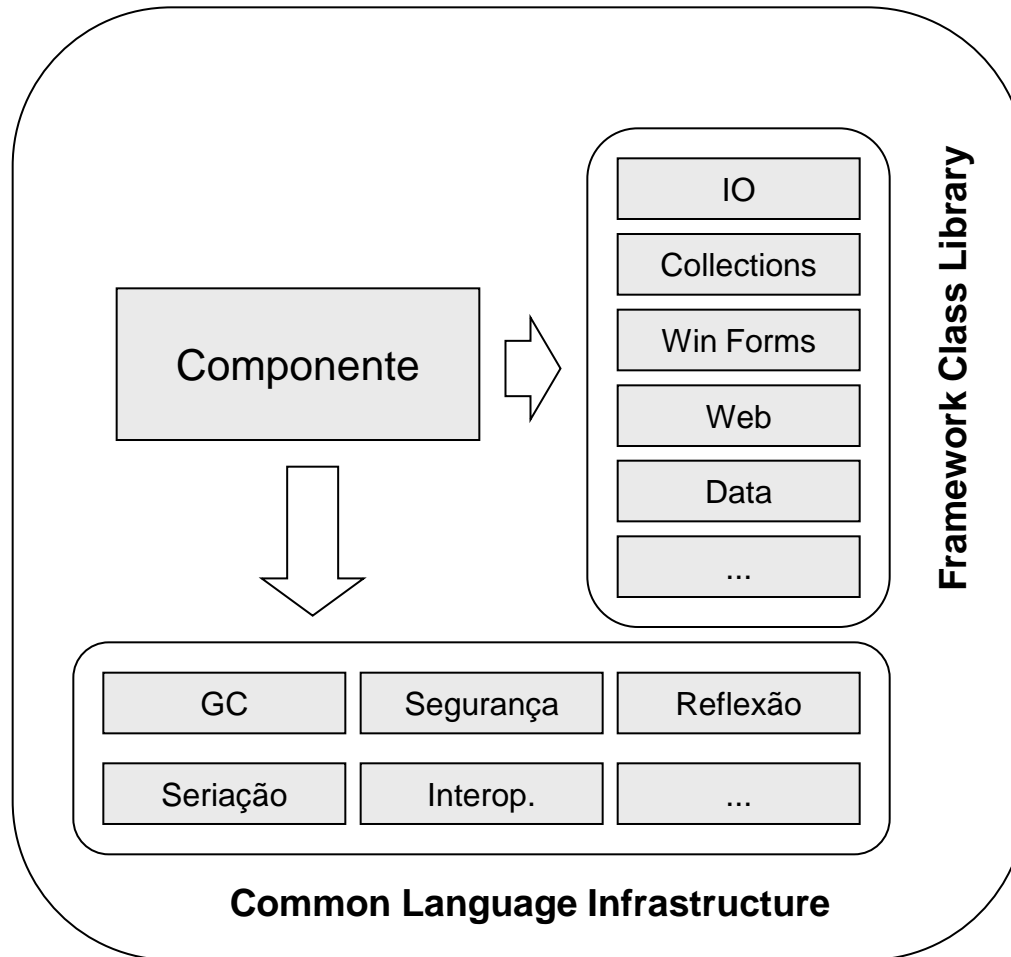 IO
Collections
Win Forms
Web
Data
...
Framework Class Library
Componente
GC
Segurança
Reflexão
Seriação
Interop.
...
Common Language Infrastructure